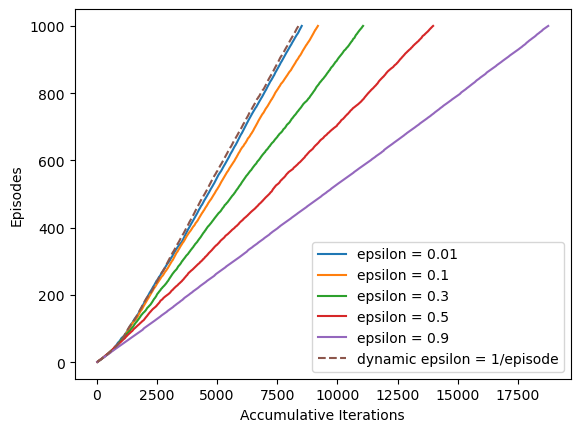 1000
800
600
400
200
0
Episodes
epsilon = 0.01
epsilon = 0.1
epsilon = 0.3
epsilon = 0.5
epsilon = 0.9
dynamic epsilon = 1/episode
0 2500 5000 7500 10000 12500 15000 17500
Accumulative Iterations